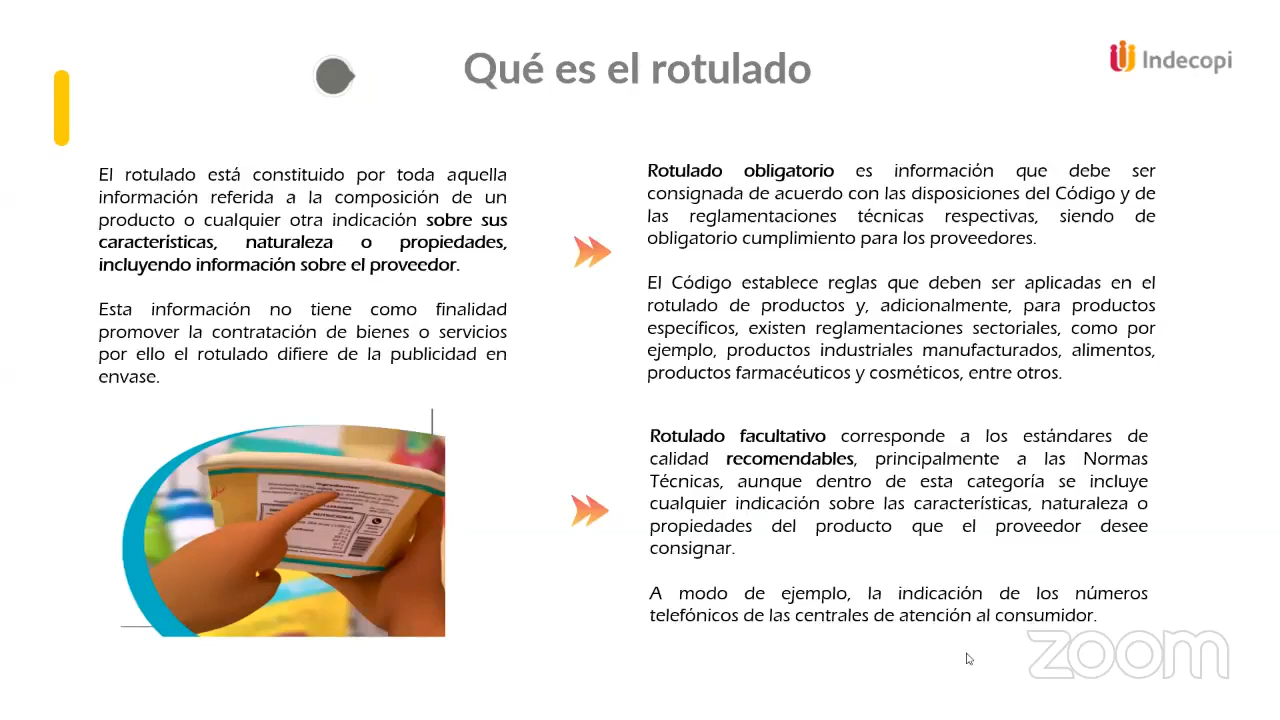 Qué es el rotulado
Indecopi
El rotulado está constituido por toda aquella
información referida a la composición de un
producto o cualquier otra indicación sobre sus
características, naturaleza o propiedades,
incluyendo información sobre el proveedor.
Esta información no tiene como finalidad
promover la contratación de bienes o servicios
por ello el rotulado difiere de la publicidad en
envase.
Rotulado obligatorio es información que debe ser
consignada de acuerdo con las disposiciones del Código y de
las reglamentaciones técnicas respectivas, siendo de
obligatorio cumplimiento para los proveedores.
El Código establece reglas que deben ser aplicadas en el
rotulado de productos y, adicionalmente, para productos
específicos, existen reglamentaciones sectoriales, como por
ejemplo, productos industriales manufacturados, alimentos,
productos farmacéuticos y cosméticos, entre otros.
Rotulado facultativo corresponde a los estándares de
calidad recomendables, principalmente a las Normas
Técnicas, aunque dentro de esta categoría se incluye
cualquier indicación sobre las características, naturaleza o
propiedades del producto que el proveedor desee
consignar.
A modo de ejemplo, la indicación de los números
telefónicos de las centrales de atención al consumidor.
zoom